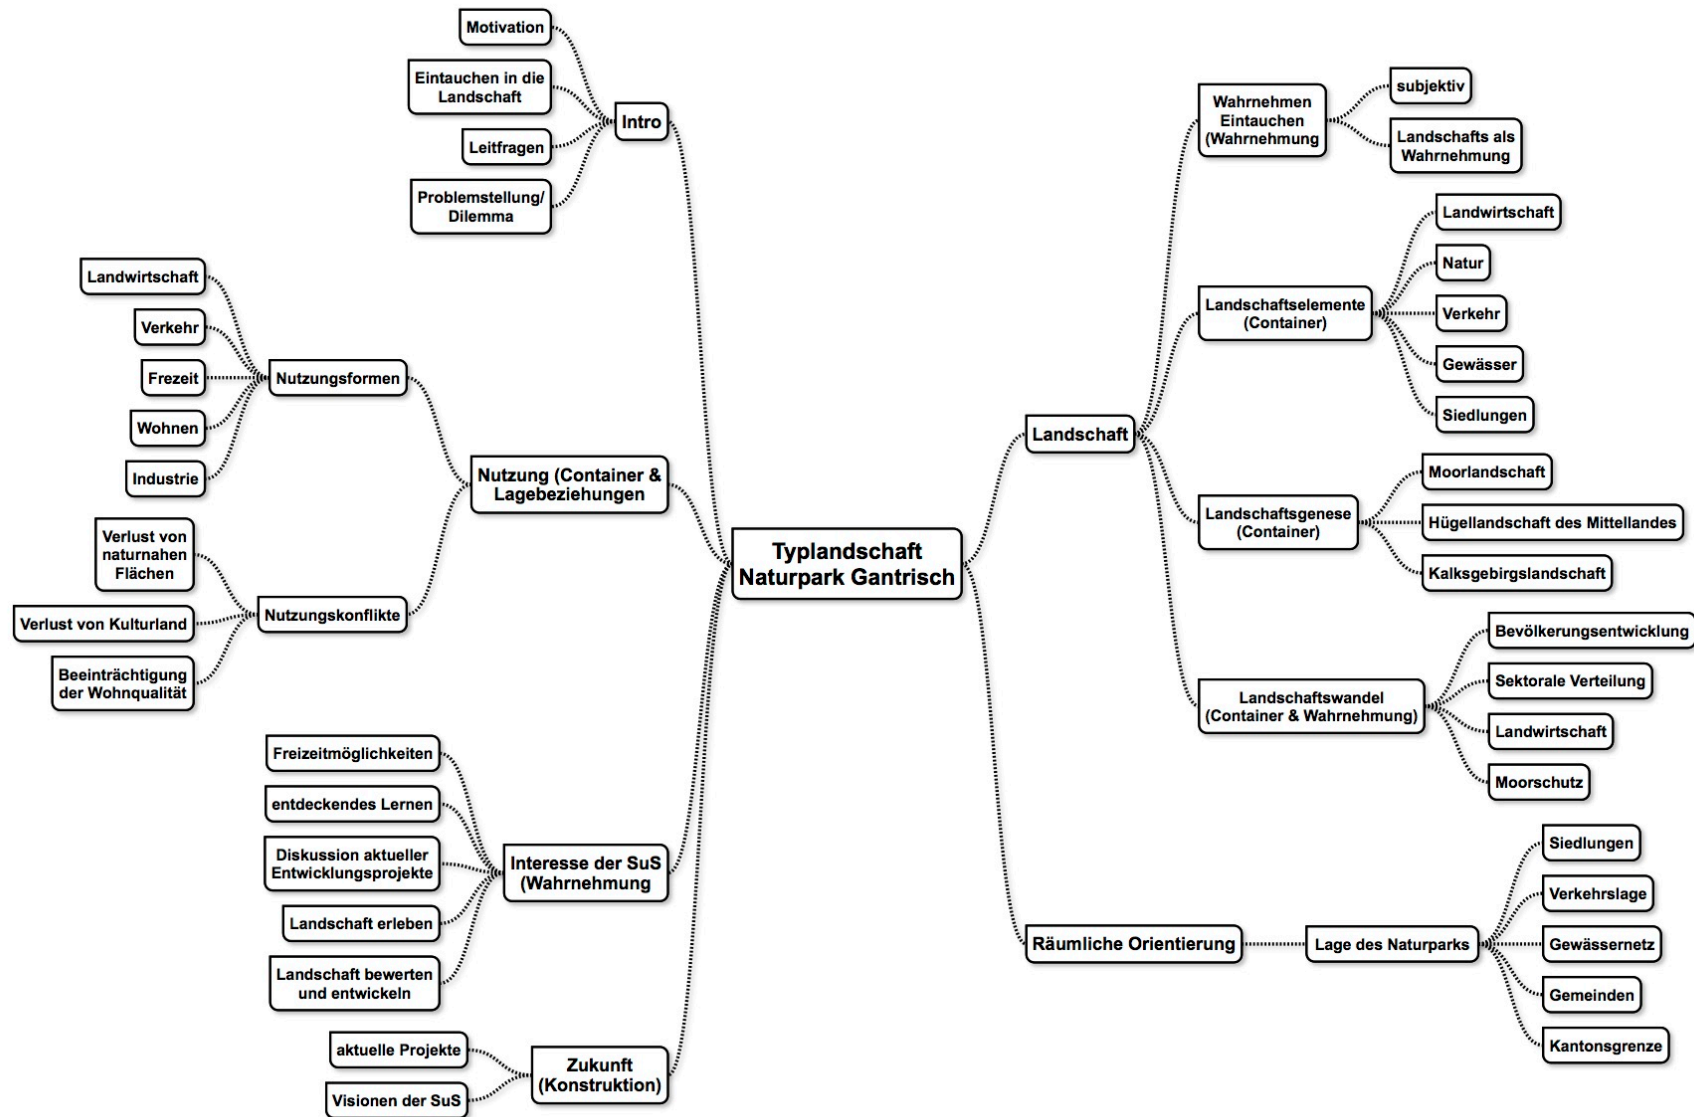 Typlandschaft
Naturpark Gantrisch
Intro
Motivation
Eintauchen in die
Landschaft
Leitfragen
Problemstellung/
Dilemma
Nutzung (Container &
Lagebeziehungen
Nutzungsformen
Landwirtschaft
Verkehr
Frezeit
Wohnen
Industrie
Nutzungskonflikte
Verlust von
naturnahen
Flächen
Verlust von Kulturland
Beeinträchtigung
der Wohnqualität
Interesse der SuS
(Wahrnehmung
Freizeitmöglichkeiten
entdeckendes Lernen
Diskussion aktueller
Entwicklungsprojekte
Landschaft erleben
Landschaft bewerten
und entwickeln
Zukunft
(Konstruktion)
aktuelle Projekte
Visionen der SuS
Landschaft
Wahrnehmen
Eintauchen
(Wahrnehmung
subjektiv
Landschafts als
Wahrnehmung
Landschaftselemente
(Container)
Landwirtschaft
Natur
Verkehr
Gewässer
Siedlungen
Landschaftsgenese
(Container)
Moorlandschaft
Hügellandschaft des Mittellandes
Kalksgebirgslandschaft
Landschaftswandel
(Container & Wahrnehmung)
Bevölkerungsentwicklung
Sektorale Verteilung
Landwirtschaft
Moorschutz
Räumliche Orientierung
Lage des Naturparks
Siedlungen
Verkehrslage
Gewässernetz
Gemeinden
Kantonsgrenze